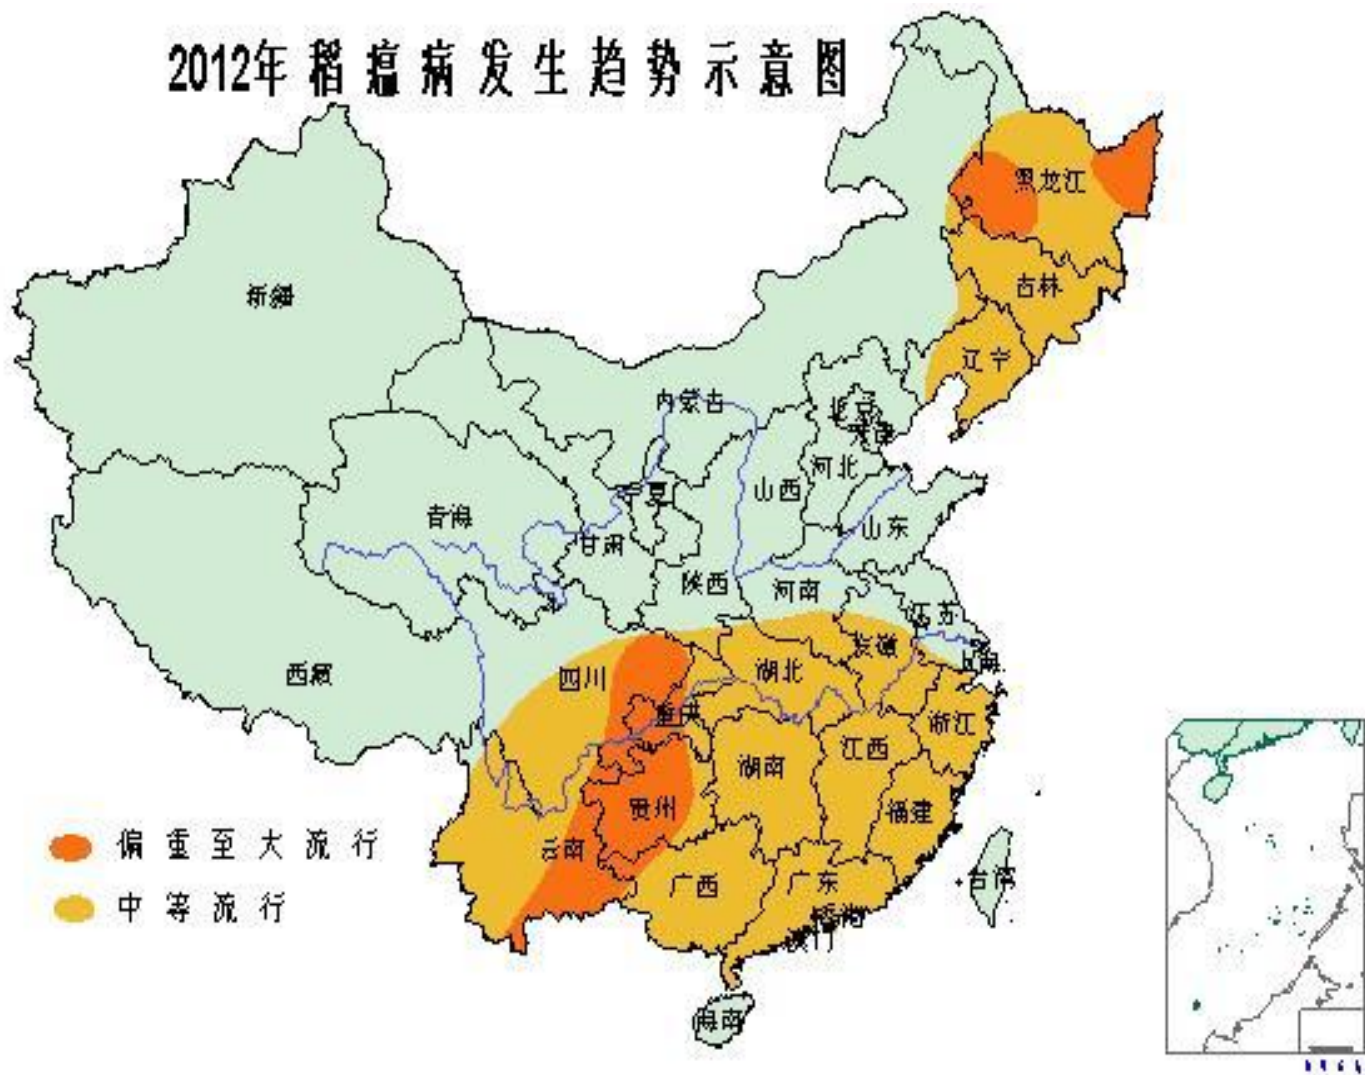 2012年稻瘟病发生趋势示意图
黑龙江
吉林
辽宁
新疆
内蒙古
北京
天津
河北
山西
山东
宁夏
青海
甘肃
陕西
河南
江苏
安徽
上海
西藏
四川
湖北
重庆
浙江
江西
湖南
贵州
福建
云南
广西
广东
台湾
香港
澳门
海南
偏重至大流行
中等流行